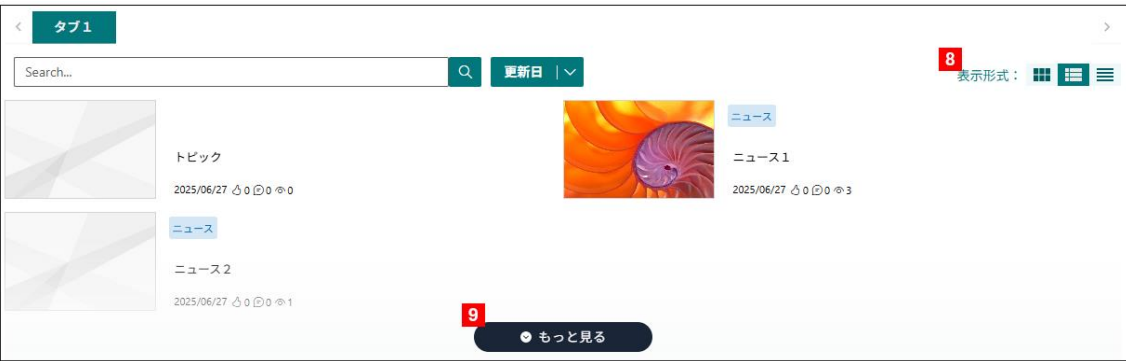 タブ１
8
Search...
更新日
表示形式：
トピック
2025/06/27 0 0 0
ニュース
ニュース１
2025/06/27 0 0 3
ニュース
ニュース２
2025/06/27 0 0 1
9
もっと見る